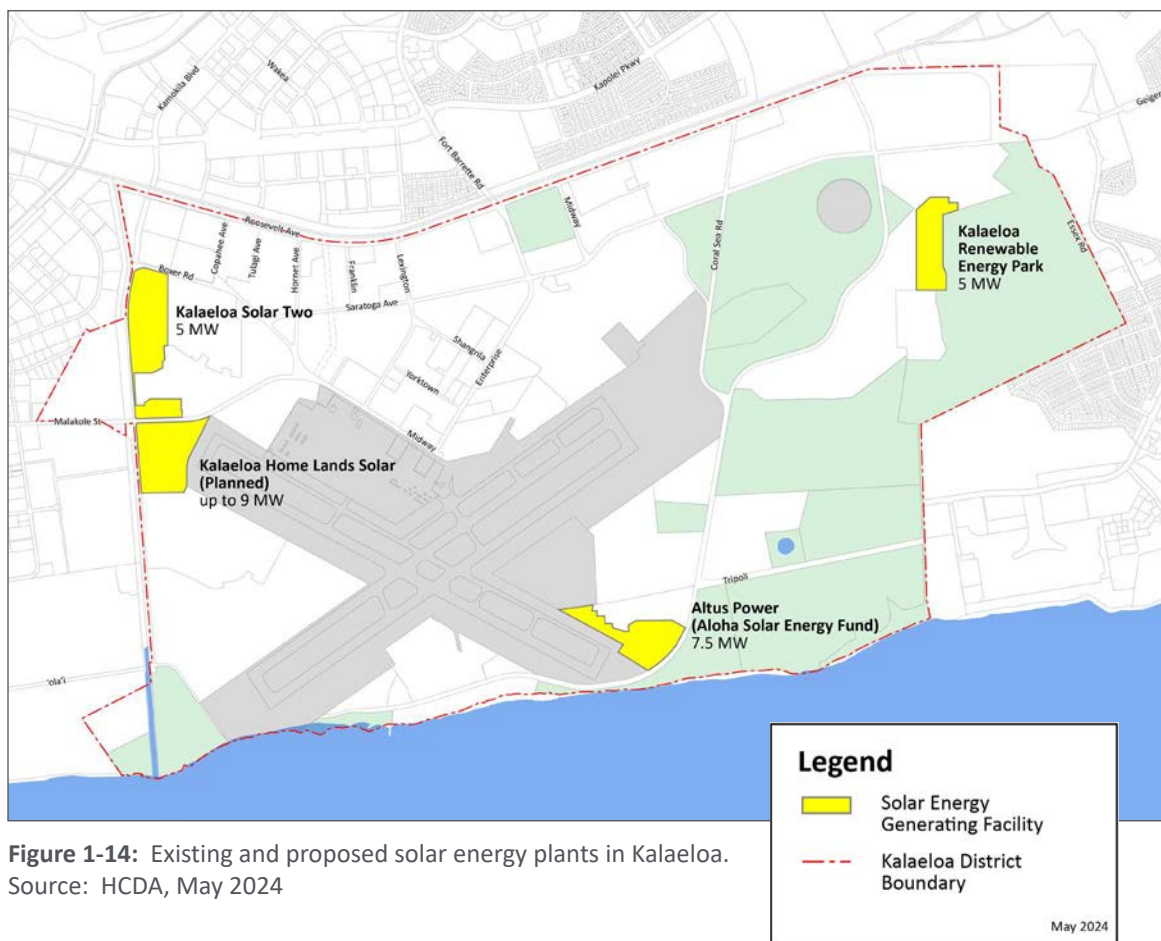 Kamokila Blvd
Wakea
Kapolei Pkwy
Fort Barrette Rd
Geiger
Roosevelt Ave
Midway
Coral Sea Rd
Essex Rd
Kalaeloa
Renewable
Energy Park
5 MW
Boxer Rd
Copahee Ave
Tulagi Ave
Hornet Ave
Franklin
Lexington
Saratoga Ave
Kalaeloa Solar Two
5 MW
Shangrila
Enterprise
Yorktown
Midway
Malakole St
Kalaeloa Home Lands Solar
(Planned)
up to 9 MW
Tripoli
Altus Power
(Aloha Solar Energy Fund)
7.5 MW
'ola'i
Legend
Solar Energy
Generating Facility
Kalaeloa District
Boundary
May 2024
Figure 1-14: Existing and proposed solar energy plants in Kalaeloa.
Source: HCDA, May 2024